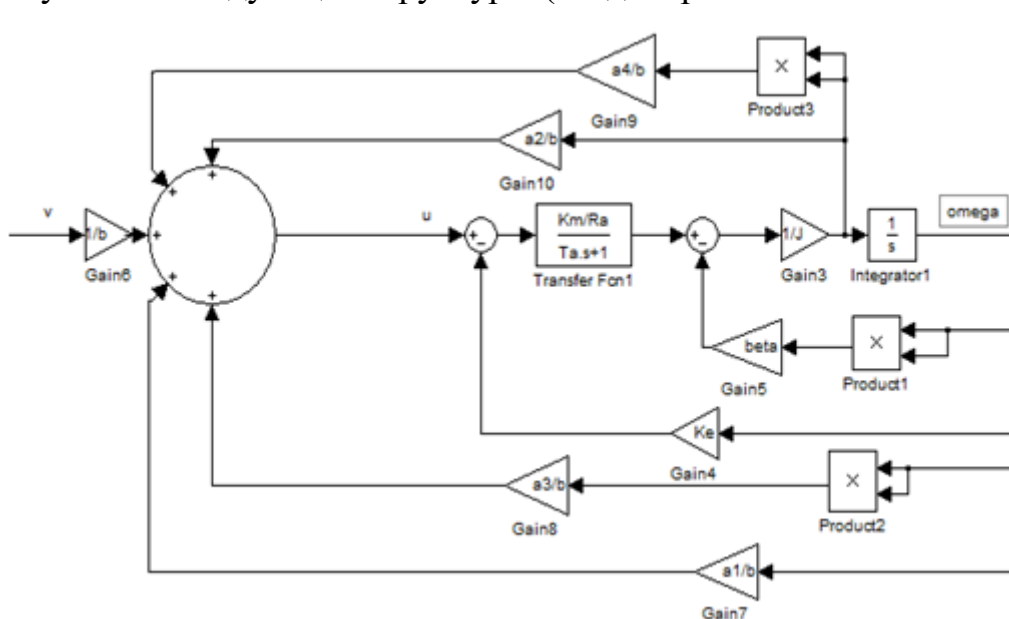 a4/b
×
Product3
Gain9
a2/b
Gain10
v
1/b
Gain6
+
+
+
+
+
u
+
−
Km/Ra
Ta.s+1
Transfer Fcn1
+
−
1/J
Gain3
1
s
Integrator1
omega
beta
Gain5
×
Product1
Ke
Gain4
a3/b
Gain8
×
Product2
a1/b
Gain7